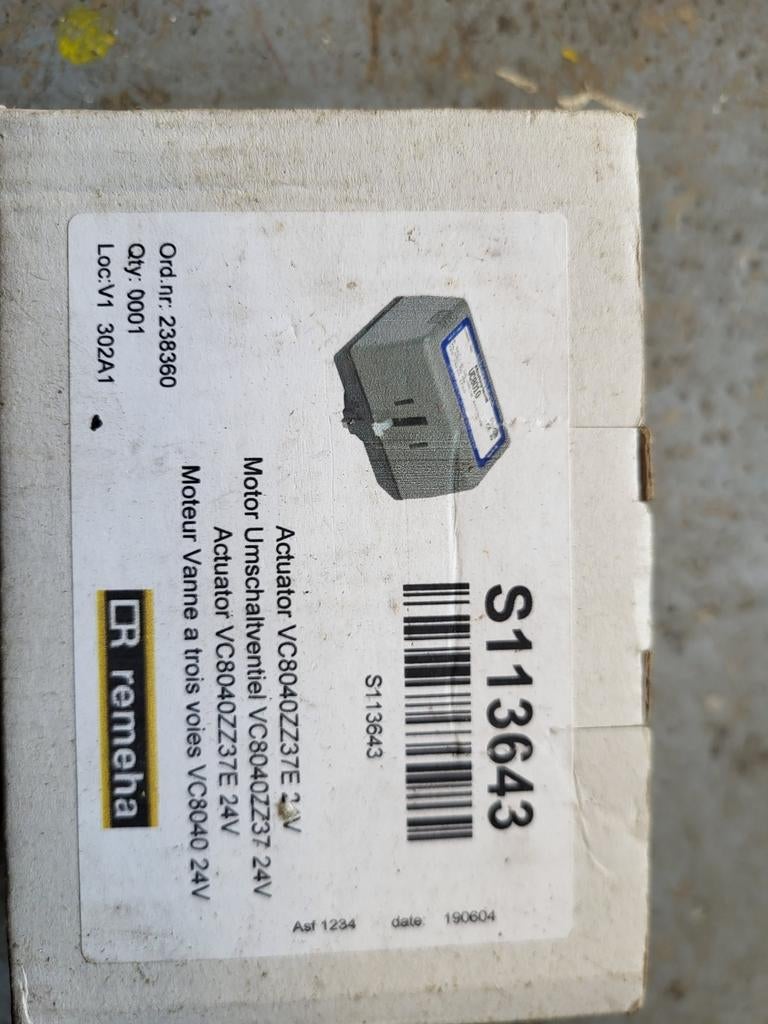 S113643
S113643
Actuator VC8040ZZ37E 24V
Motor Umschaltventiel VC8040ZZ37 24V
Actuator VC8040ZZ37E 24V
Moteur Vanne a trois voies VC8040 24V
Ord.nr: 238360
Qty: 0001
Loc:V1 302A1
remeha
Asf 1234 date: 190604